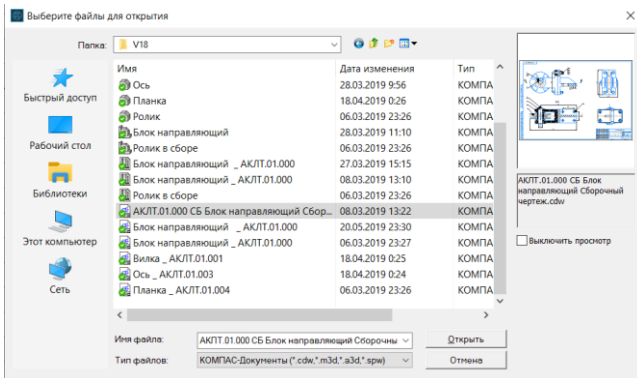 Выберите файлы для открытия
Папка: V18
Имя Дата изменения Тип
Ось 28.03.2019 9:56 КОМПА
Планка 18.04.2019 0:26 КОМПА
Ролик 06.03.2019 23:26 КОМПА
Блок направляющий 28.03.2019 11:10 КОМПА
Ролик в сборе 06.03.2019 23:26 КОМПА
Блок направляющий _ АКЛТ.01.000 27.03.2019 15:15 КОМПА
Блок направляющий _ АКЛТ.01.000 08.03.2019 13:10 КОМПА
Ролик в сборе 06.03.2019 23:26 КОМПА
АКЛТ.01.000 СБ Блок направляющий Сбор... 08.03.2019 13:22 КОМПА
Блок направляющий _ АКЛТ.01.000 20.05.2019 23:30 КОМПА
Блок направляющий _ АКЛТ.01.000 06.03.2019 23:27 КОМПА
Вилка _ АКЛТ.01.001 18.04.2019 0:25 КОМПА
Ось _ АКЛТ.01.003 18.04.2019 0:24 КОМПА
Планка _ АКЛТ.01.004 06.03.2019 23:26 КОМПА
Быстрый доступ
Рабочий стол
Библиотеки
Этот компьютер
Сеть
Имя файла: АКЛТ.01.000 СБ Блок направляющий Сборочны
Открыть
Тип файлов: КОМПАС-Документы (*.cdw,*.m3d,*.a3d,*.spw)
Отмена
АКЛТ.01.000 СБ Блок
направляющий Сборочный
чертеж.cdw
Выключить просмотр